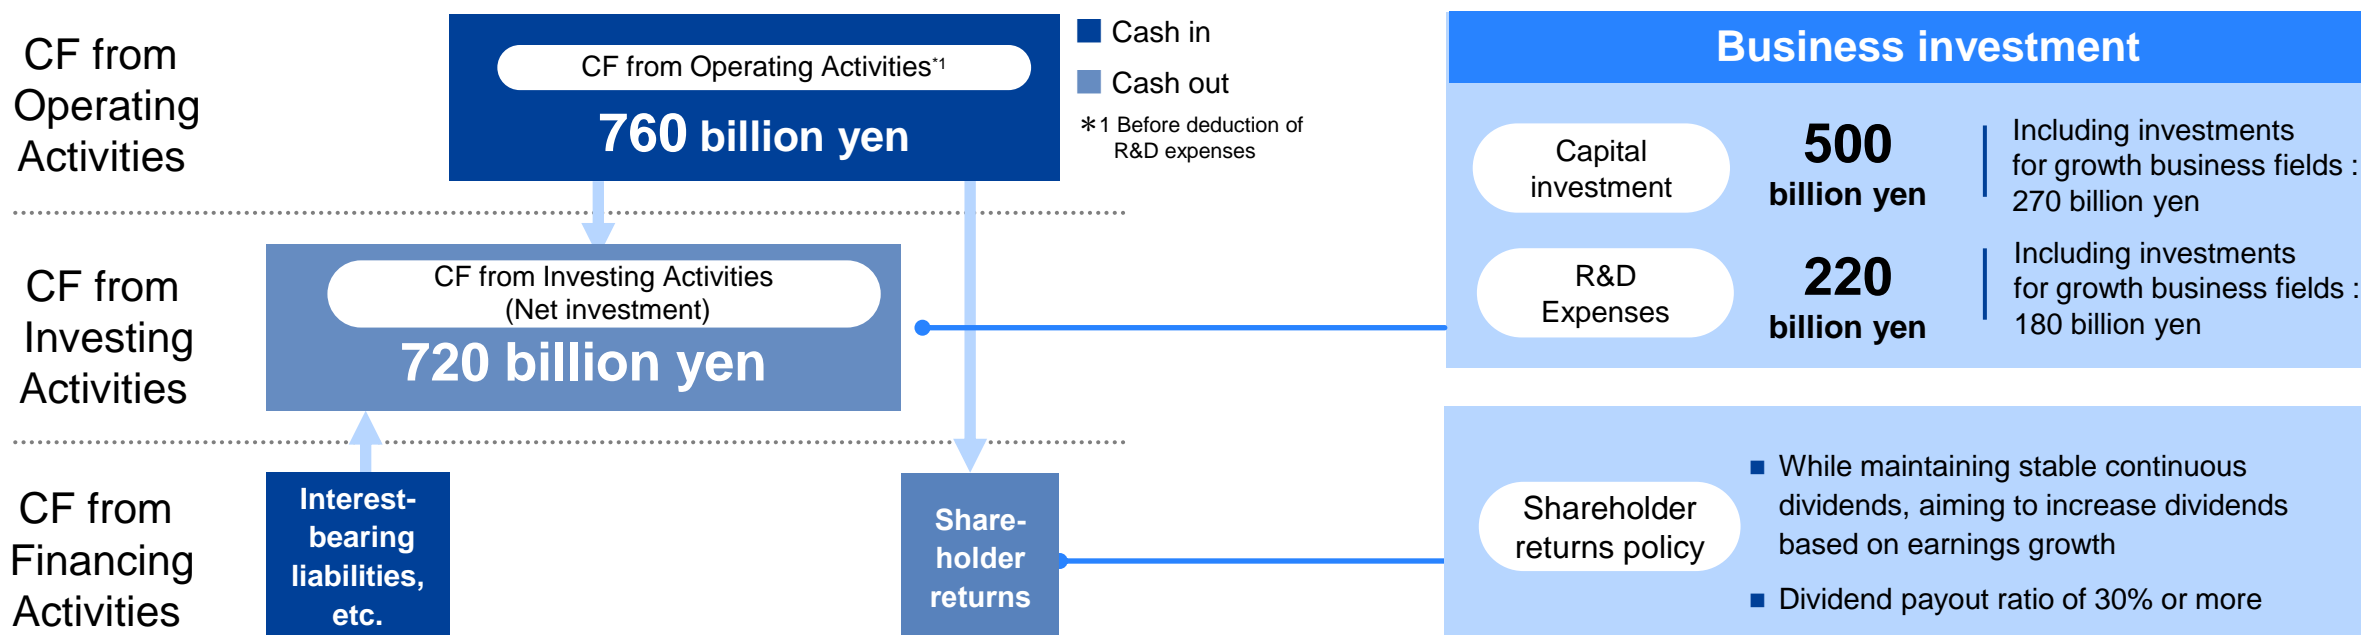 CF from
Operating
Activities
CF from Operating Activities*1
760 billion yen
Cash in
Cash out
＊1 Before deduction of
R&D expenses
CF from
Investing
Activities
CF from Investing Activities
(Net investment)
720 billion yen
CF from
Financing
Activities
Interest-
bearing
liabilities,
etc.
Share-
holder
returns
Business investment
Capital
investment
500
billion yen
Including investments
for growth business fields :
270 billion yen
R&D
Expenses
220
billion yen
Including investments
for growth business fields :
180 billion yen
Shareholder
returns policy
■ While maintaining stable continuous
dividends, aiming to increase dividends
based on earnings growth
■ Dividend payout ratio of 30% or more